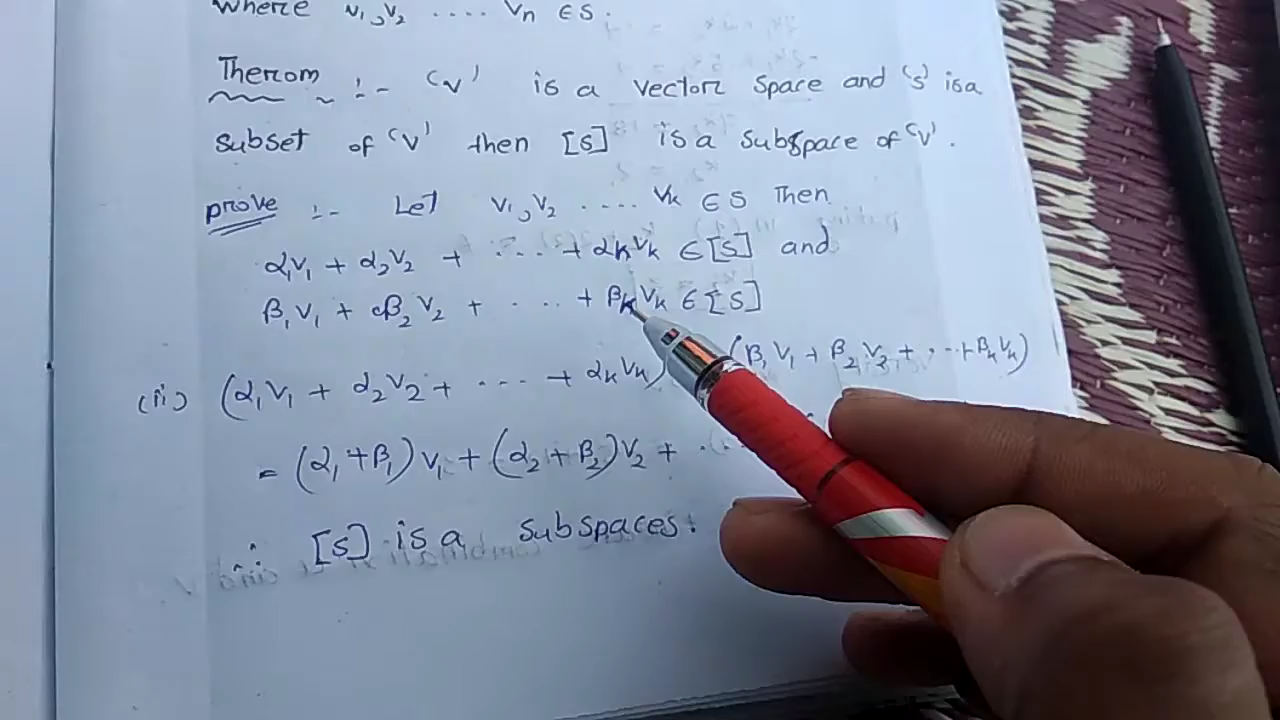 where v₁, v₂ .... vₙ ∈ S.
Therom :- 'V' is a vector space and 's' is a
subset of 'V' then [S] is a subspace of 'V'.
prove :- Let v₁, v₂ .... vₖ ∈ S Then
α₁v₁ + α₂v₂ + ... + αₖvₖ ∈ [S] and
β₁v₁ + β₂v₂ + .... + βₖvₖ ∈ [S]
(ii) (α₁v₁ + α₂v₂ + ... + αₖvₖ) (β₁v₁ + β₂v₂ + ... + βₖvₖ)
= (α₁+β₁)v₁ + (α₂+β₂)v₂ +
∴ [S] is a subspaces.